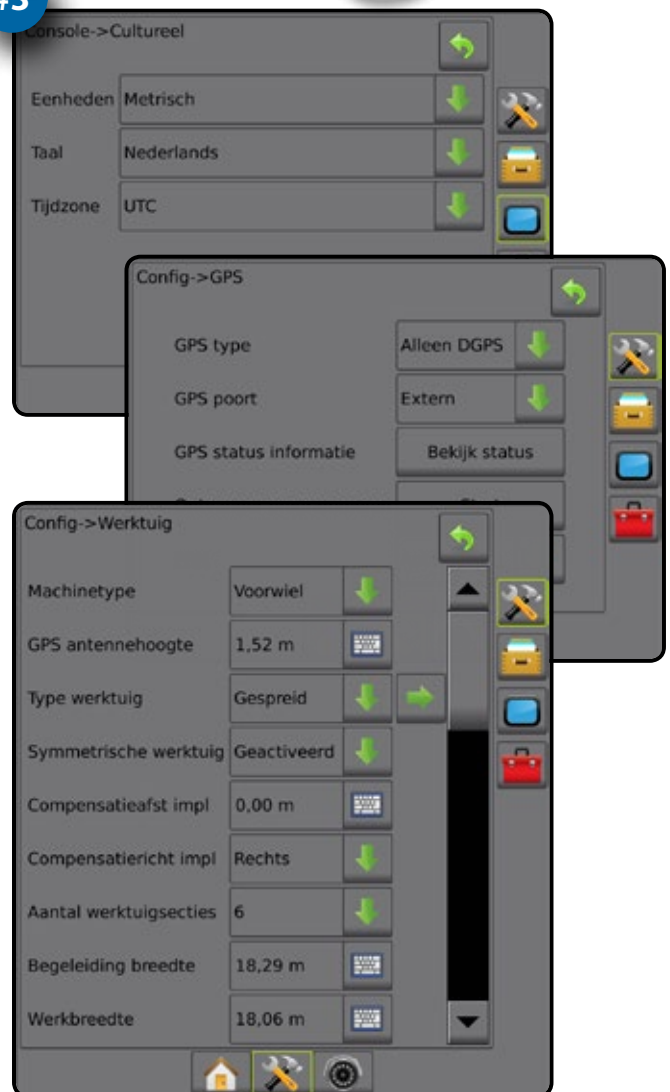 #3
Console->Cultureel
Eenheden Metrisch
Taal Nederlands
Tijdzone UTC
Config->GPS
GPS type Alleen DGPS
GPS poort Extern
GPS status informatie Bekijk status
Config->Werktuig
Machinetype Voorwiel
GPS antennehoogte 1,52 m
Type werktuig Gespreid
Symmetrische werktuig Geactiveerd
Compensatieafst impl 0,00 m
Compensatiericht impl Rechts
Aantal werktuigsecties 6
Begeleiding breedte 18,29 m
Werkbreedte 18,06 m